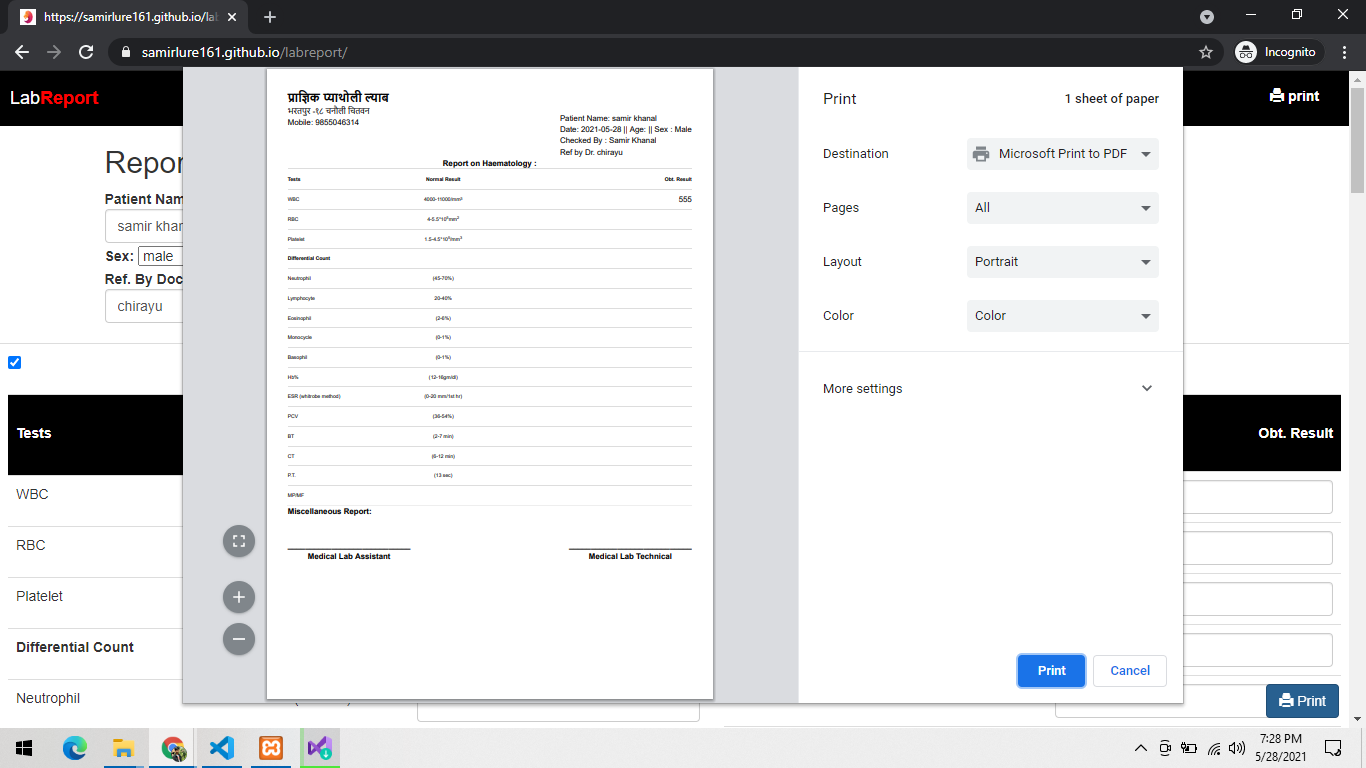 https://samirlure161.github.io/lab
samirlure161.github.io/labreport/
Incognito
LabReport
print
Repor
Patient Nam
samir khar
Sex: male
Ref. By Doc
chirayu
Tests
Obt. Result
WBC
RBC
Platelet
Differential Count
Neutrophil
Print
प्राज्ञिक प्याथोली ल्याब
भरतपुर -१८ चनौली चितवन
Mobile: 9855046314
Patient Name: samir khanal
Date: 2021-05-28 || Age: || Sex : Male
Checked By : Samir Khanal
Ref by Dr. chirayu
Report on Haematology :
Tests Normal Result Obt. Result
WBC 4000-11000/mm³ 555
RBC 4-5.5*10⁶mm³
Platelet 1.5-4.5*10⁵/mm³
Differential Count
Neutrophil (45-70%)
Lymphocyte 20-40%
Eosinophil (2-6%)
Monocycle (0-1%)
Basophil (0-1%)
Hb% (12-16gm/dl)
ESR (whitrobe method) (0-20 mm/1st hr)
PCV (36-54%)
BT (2-7 min)
CT (6-12 min)
P.T. (13 sec)
MP/MF
Miscellaneous Report:
Medical Lab Assistant Medical Lab Technical
Print 1 sheet of paper
Destination Microsoft Print to PDF
Pages All
Layout Portrait
Color Color
More settings
Print Cancel
7:28 PM
5/28/2021